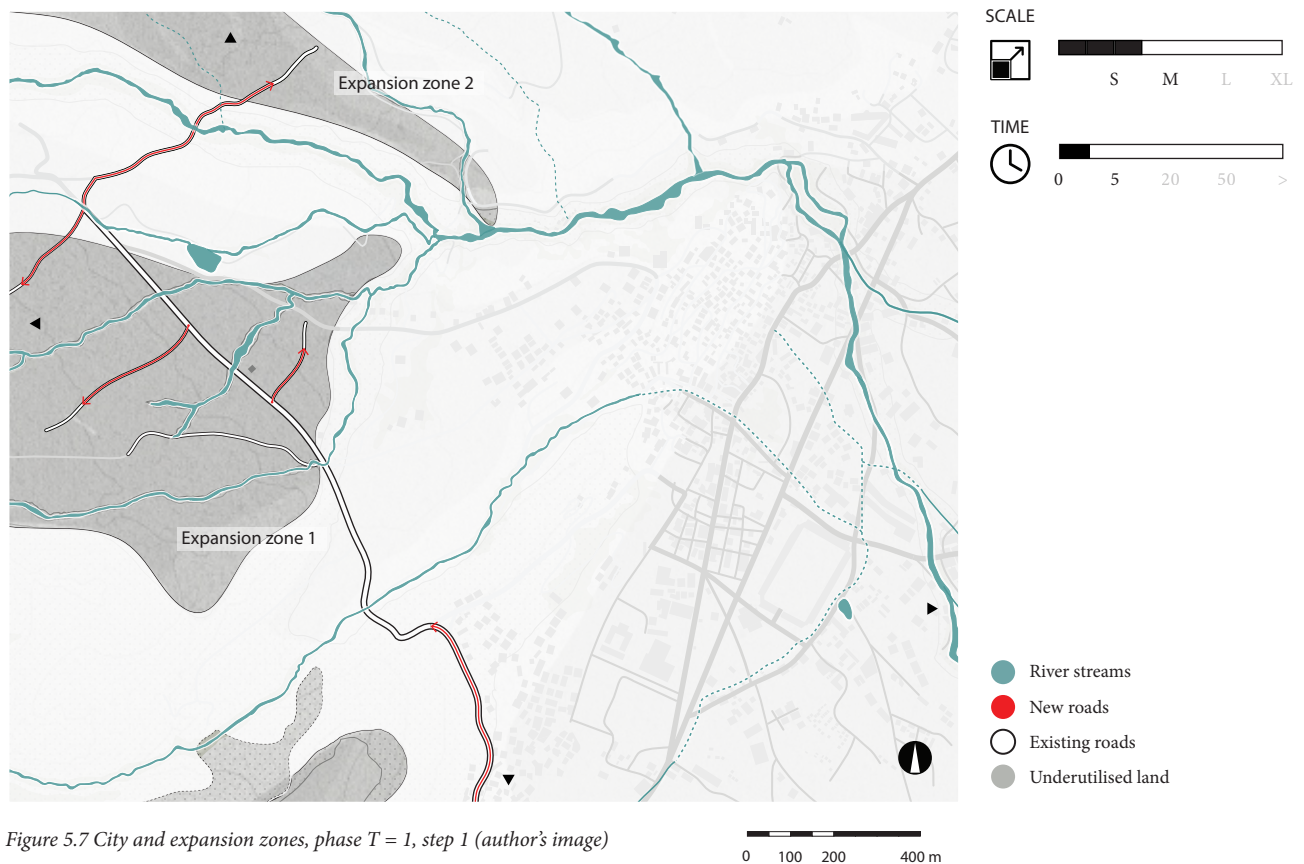 SCALE
S M L XL
Expansion zone 2
TIME
0 5 20 50 >
Expansion zone 1
River streams
New roads
Existing roads
Underutilised land
Figure 5.7 City and expansion zones, phase T = 1, step 1 (author's image)
0 100 200 400 m